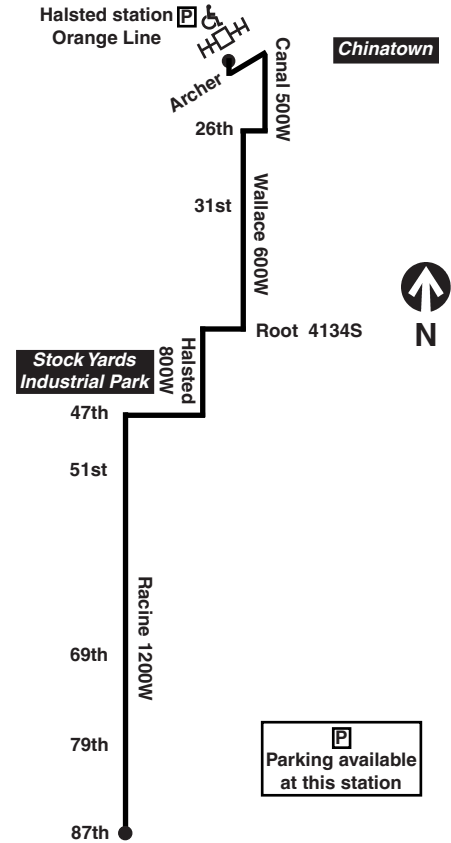 Halsted station P
Orange Line
Chinatown
Canal 500W
Archer
26th
Wallace 600W
31st
N
Root 4134S
Halsted
800W
Stock Yards
Industrial Park
47th
51st
Racine 1200W
69th
79th
P
Parking available
at this station
87th